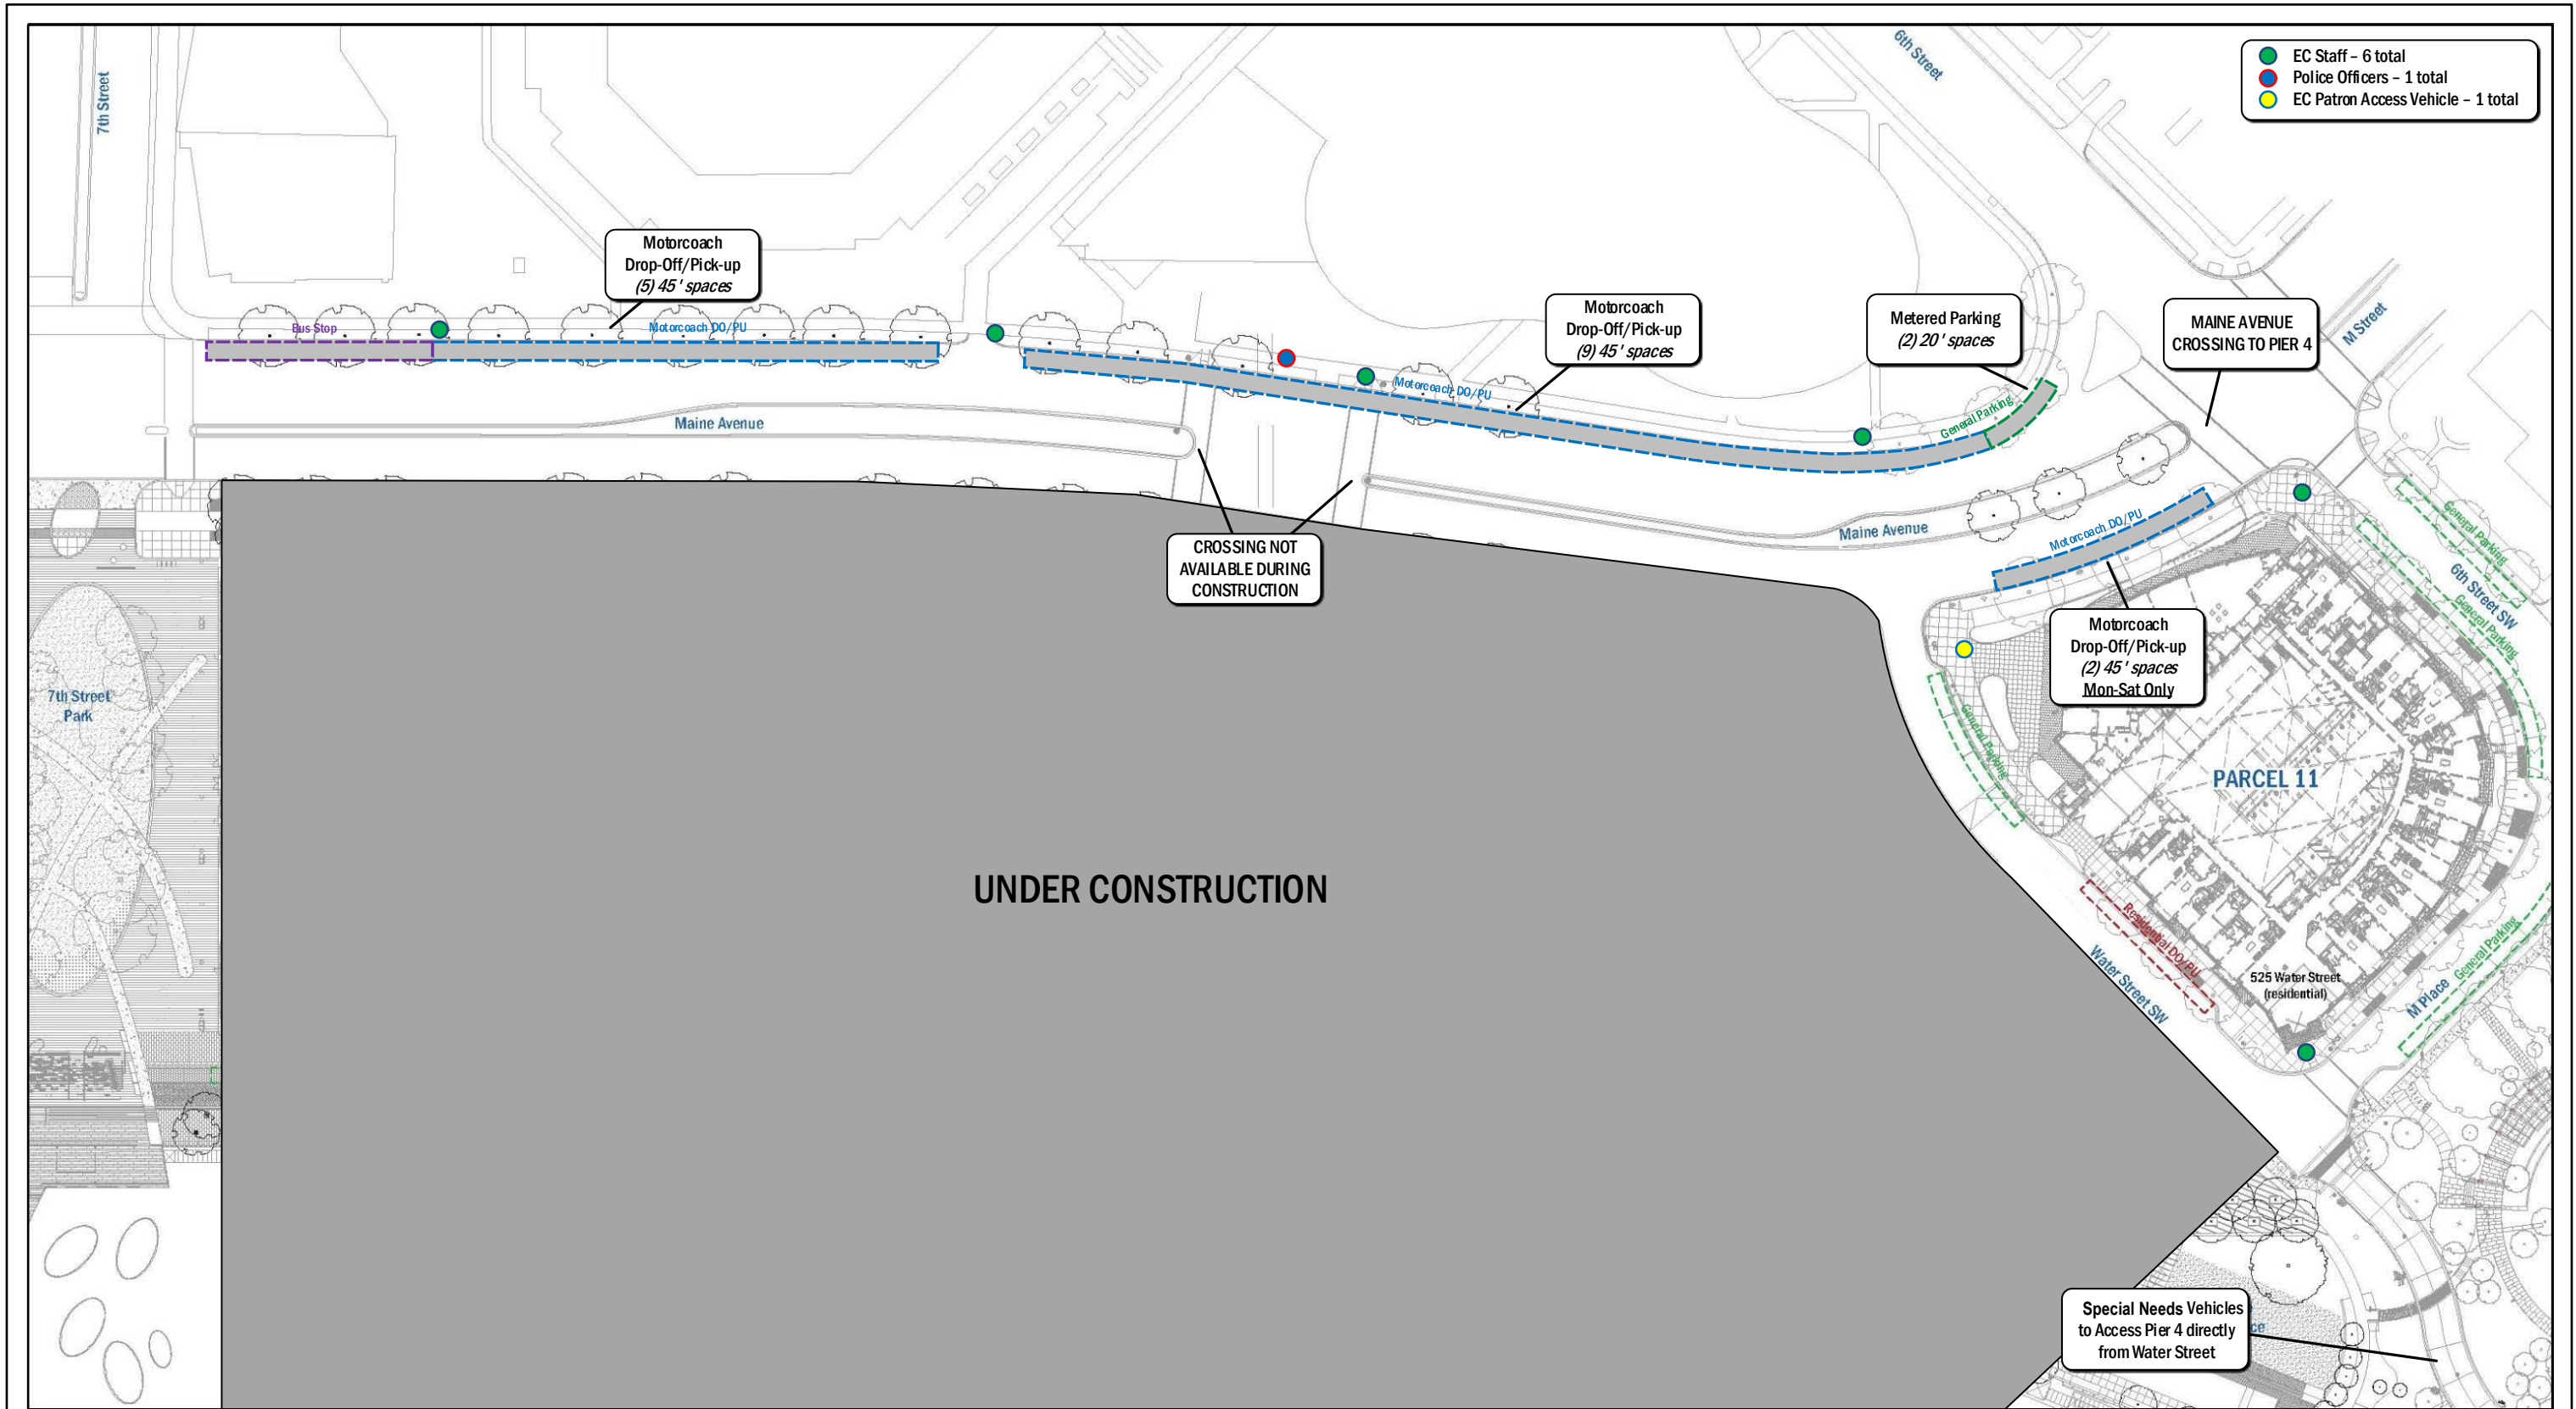 7th Street
6th Street
EC Staff – 6 total
Police Officers – 1 total
EC Patron Access Vehicle – 1 total
Motorcoach
Drop-Off/Pick-up
(5) 45' spaces
Motorcoach
Drop-Off/Pick-up
(9) 45' spaces
Metered Parking
(2) 20' spaces
MAINE AVENUE
CROSSING TO PIER 4
M Street
Bus Stop
Motorcoach DO/PU
Motorcoach DO/PU
General Parking
Maine Avenue
Maine Avenue
Motorcoach DO/PU
CROSSING NOT
AVAILABLE DURING
CONSTRUCTION
General Parking
6th Street SW
General Parking
Motorcoach
Drop-Off/Pick-up
(2) 45' spaces
Mon-Sat Only
7th Street
Park
General Parking
PARCEL 11
UNDER CONSTRUCTION
Residential DO/PU
Water Street SW
525 Water Street
(residential)
M Place
General Parking
Special Needs Vehicles
to Access Pier 4 directly
from Water Street